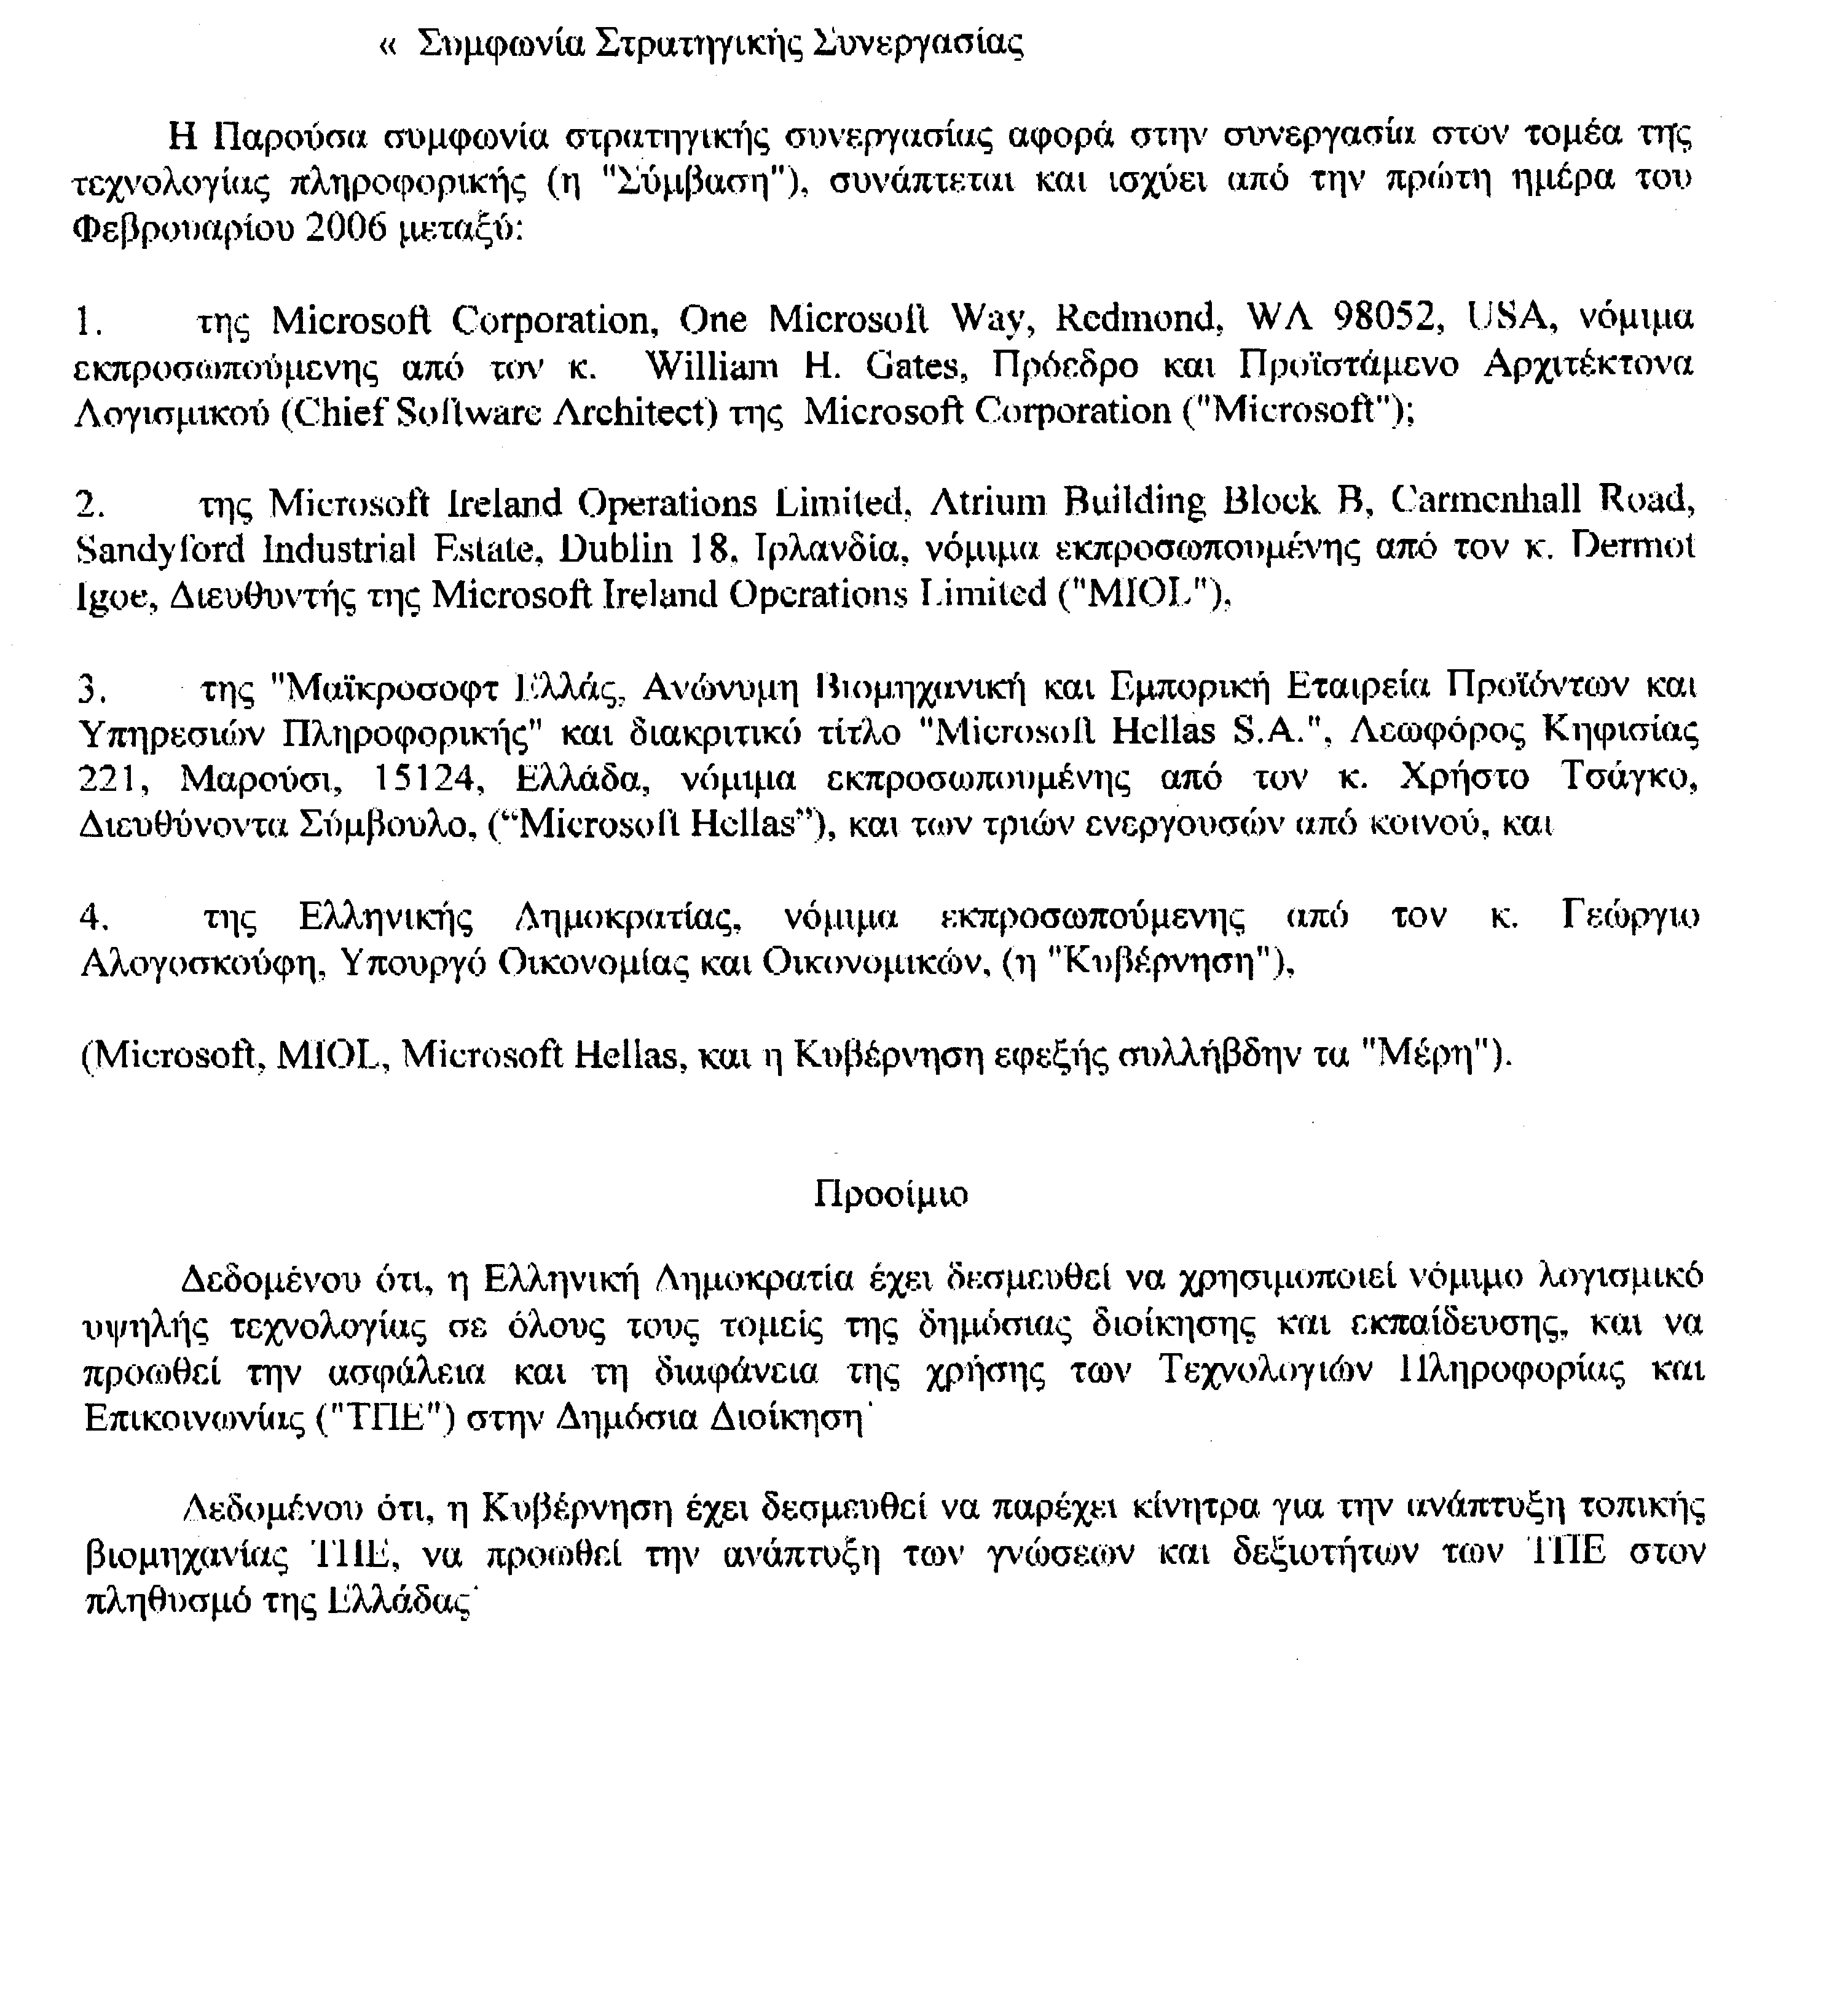 « Συμφωνία Στρατηγικής Συνεργασίας
Η Παρούσα συμφωνία στρατηγικής συνεργασίας αφορά στην συνεργασία στον τομέα της
τεχνολογίας πληροφορικής (η "Σύμβαση"), συνάπτεται και ισχύει από την πρώτη ημέρα του
Φεβρουαρίου 2006 μεταξύ:
1. της Microsoft Corporation, One Microsoft Way, Redmond, WA 98052, USA, νόμιμα
εκπροσωπούμενης από τον κ. William H. Gates, Πρόεδρο και Προϊστάμενο Αρχιτέκτονα
Λογισμικού (Chief Software Architect) της Microsoft Corporation ("Microsoft");
2. της Microsoft Ireland Operations Limited, Atrium Building Block B, Carmenhall Road,
Sandyford Industrial Estate, Dublin 18, Ιρλανδία, νόμιμα εκπροσωπουμένης από τον κ. Dermot
Igoe, Διευθυντής της Microsoft Ireland Operations Limited ("MIOL"),
3. της "Μαϊκροσοφτ Ελλάς, Ανώνυμη Βιομηχανική και Εμπορική Εταιρεία Προϊόντων και
Υπηρεσιών Πληροφορικής" και διακριτικό τίτλο "Microsoft Hellas S.A.", Λεωφόρος Κηφισίας
221, Μαρούσι, 15124, Ελλάδα, νόμιμα εκπροσωπουμένης από τον κ. Χρήστο Τσάγκο,
Διευθύνοντα Σύμβουλο, (“Microsoft Hellas”), και των τριών ενεργουσών από κοινού, και
4. της Ελληνικής Δημοκρατίας, νόμιμα εκπροσωπούμενης από τον κ. Γεώργιο
Αλογοσκούφη, Υπουργό Οικονομίας και Οικονομικών, (η "Κυβέρνηση"),
(Microsoft, MIOL, Microsoft Hellas, και η Κυβέρνηση εφεξής συλλήβδην τα "Μέρη").
Προοίμιο
Δεδομένου ότι, η Ελληνική Δημοκρατία έχει δεσμευθεί να χρησιμοποιεί νόμιμο λογισμικό
υψηλής τεχνολογίας σε όλους τους τομείς της δημόσιας διοίκησης και εκπαίδευσης, και να
προωθεί την ασφάλεια και τη διαφάνεια της χρήσης των Τεχνολογιών Πληροφορίας και
Επικοινωνίας ("ΤΠΕ") στην Δημόσια Διοίκηση˙
Δεδομένου ότι, η Κυβέρνηση έχει δεσμευθεί να παρέχει κίνητρα για την ανάπτυξη τοπικής
βιομηχανίας ΤΠΕ, να προωθεί την ανάπτυξη των γνώσεων και δεξιοτήτων των ΤΠΕ στον
πληθυσμό της Ελλάδας˙